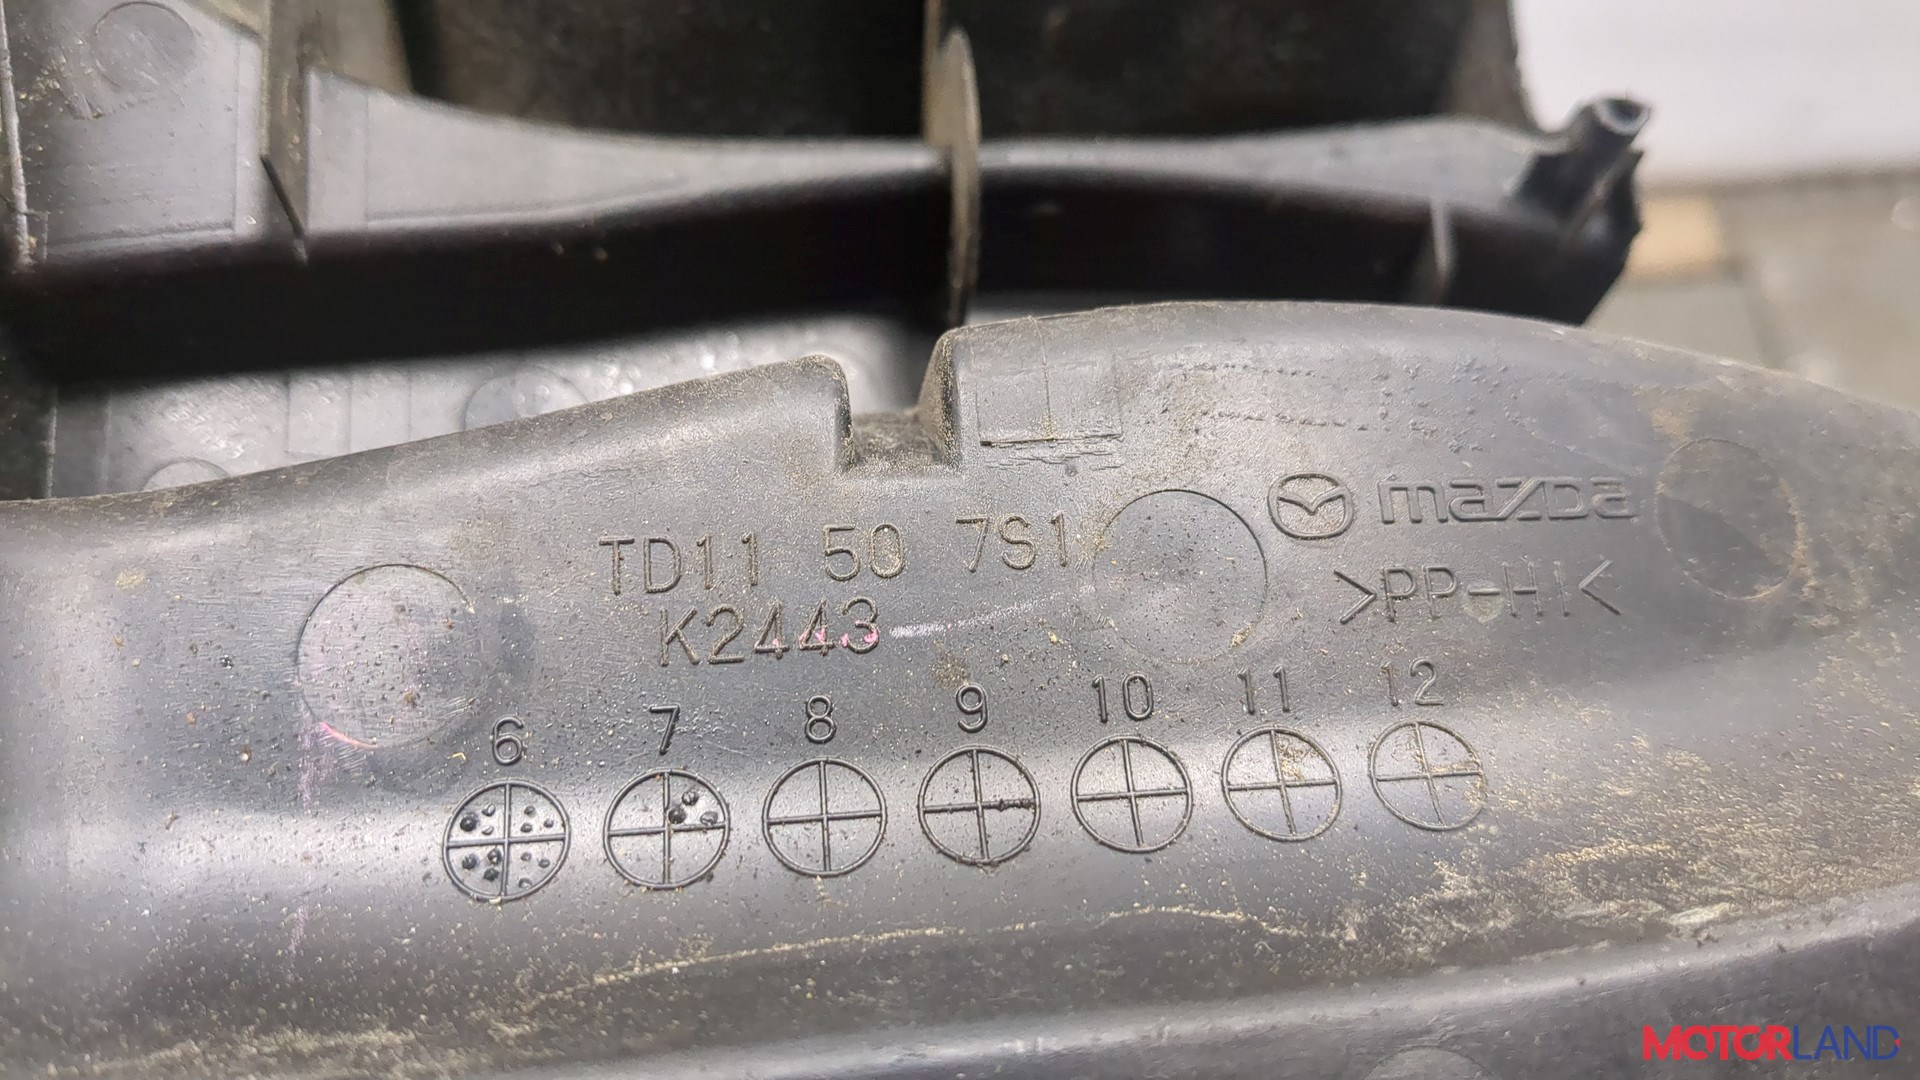 TD11 50 7S1
K2443
mazda
>PP-HI<
6 7 8 9 10 11 12
MOTORLAND